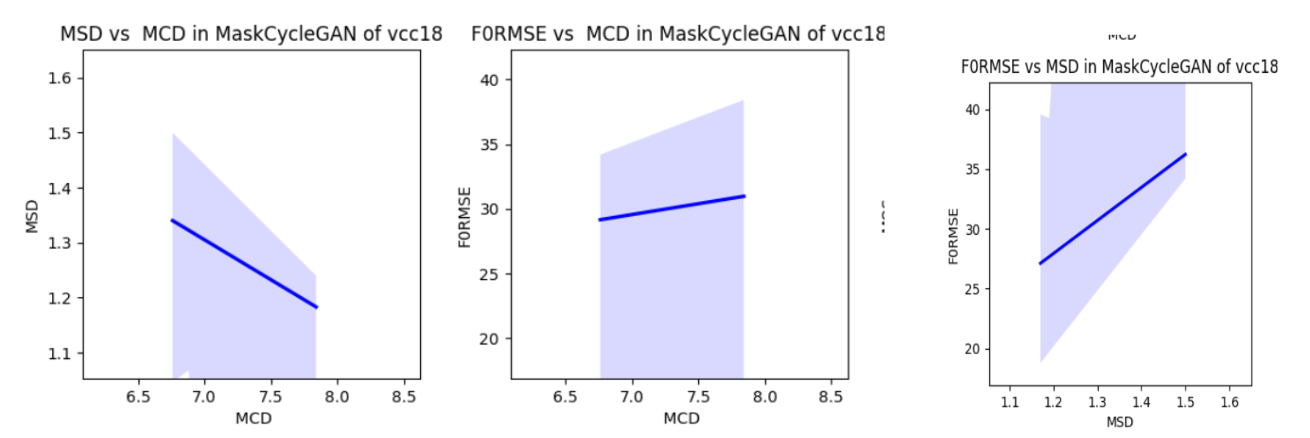 MSD vs MCD in MaskCycleGAN of vcc18
1.6
1.5
1.4
1.3
1.2
1.1
MSD
6.5 7.0 7.5 8.0 8.5
MCD
F0RMSE vs MCD in MaskCycleGAN of vcc18
40
35
30
25
20
F0RMSE
6.5 7.0 7.5 8.0 8.5
MCD
F0RMSE vs MSD in MaskCycleGAN of vcc18
40
35
30
25
20
F0RMSE
1.1 1.2 1.3 1.4 1.5 1.6
MSD